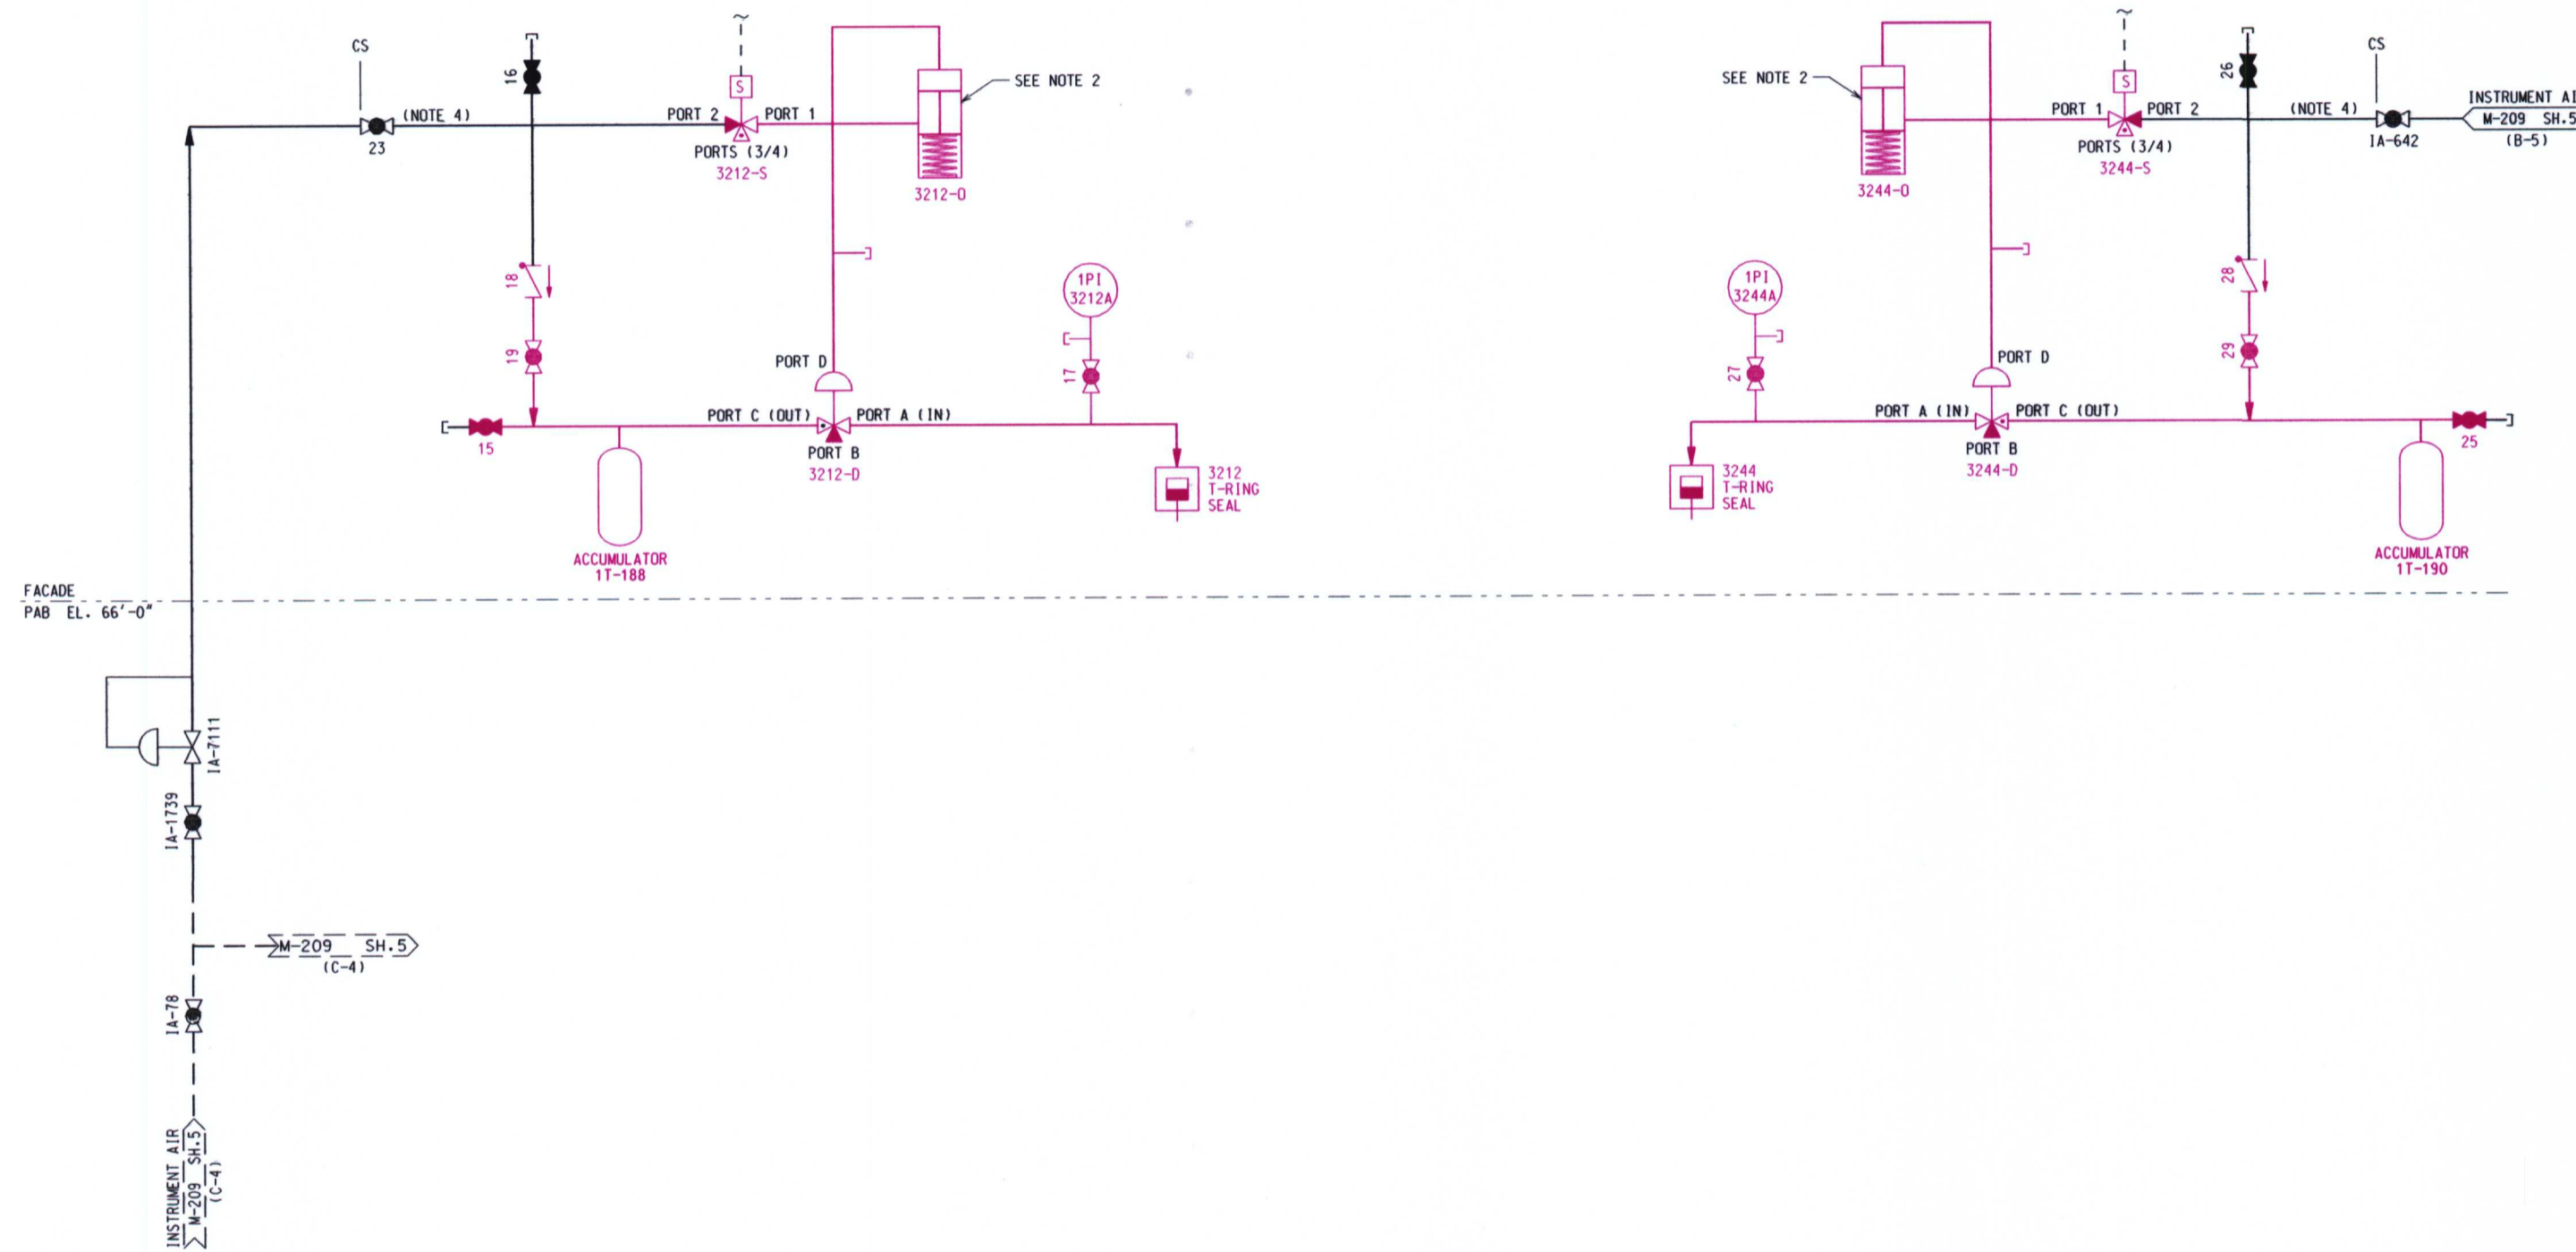 CS
16
(NOTE 4)
23
PORT 2
S
PORT 1
PORTS (3/4)
3212-S
SEE NOTE 2
3212-O
18
19
15
ACCUMULATOR
1T-188
PORT D
PORT C (OUT)
PORT A (IN)
PORT B
3212-D
1PI
3212A
17
3212
T-RING
SEAL
SEE NOTE 2
3244-O
PORT 1
S
PORT 2
PORTS (3/4)
3244-S
26
(NOTE 4)
CS
IA-642
INSTRUMENT AI
M-209 SH.5
(B-5)
1PI
3244A
27
28
29
PORT D
PORT A (IN)
PORT C (OUT)
PORT B
3244-D
3244
T-RING
SEAL
25
ACCUMULATOR
1T-190
FACADE
PAB EL. 66'-0"
IA-7111
IA-1739
M-209 SH.5
(C-4)
IA-78
INSTRUMENT AIR
M-209 SH.5
(C-4)